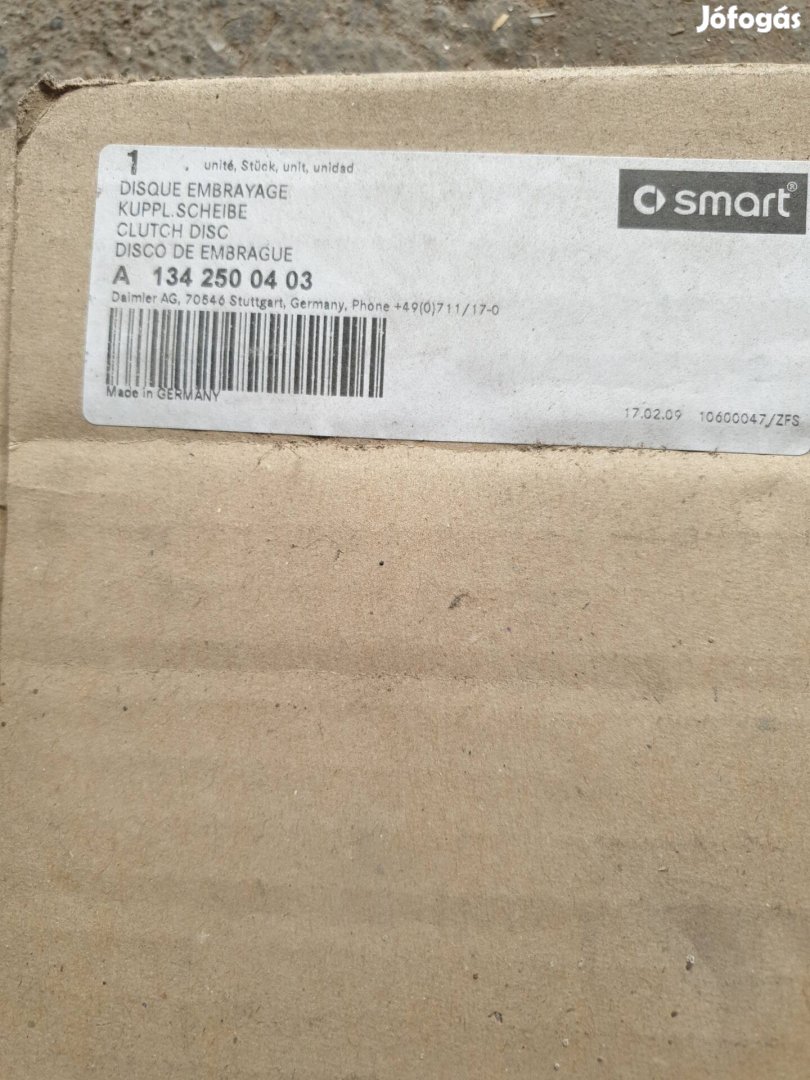 Jófogás
1 unité, Stück, unit, unidad
DISQUE EMBRAYAGE
KUPPL.SCHEIBE
CLUTCH DISC
DISCO DE EMBRAGUE
A 134 250 04 03
Daimler AG, 70546 Stuttgart, Germany, Phone +49(0)711/17-0
Made in GERMANY
smart®
17.02.09 10600047/ZFS